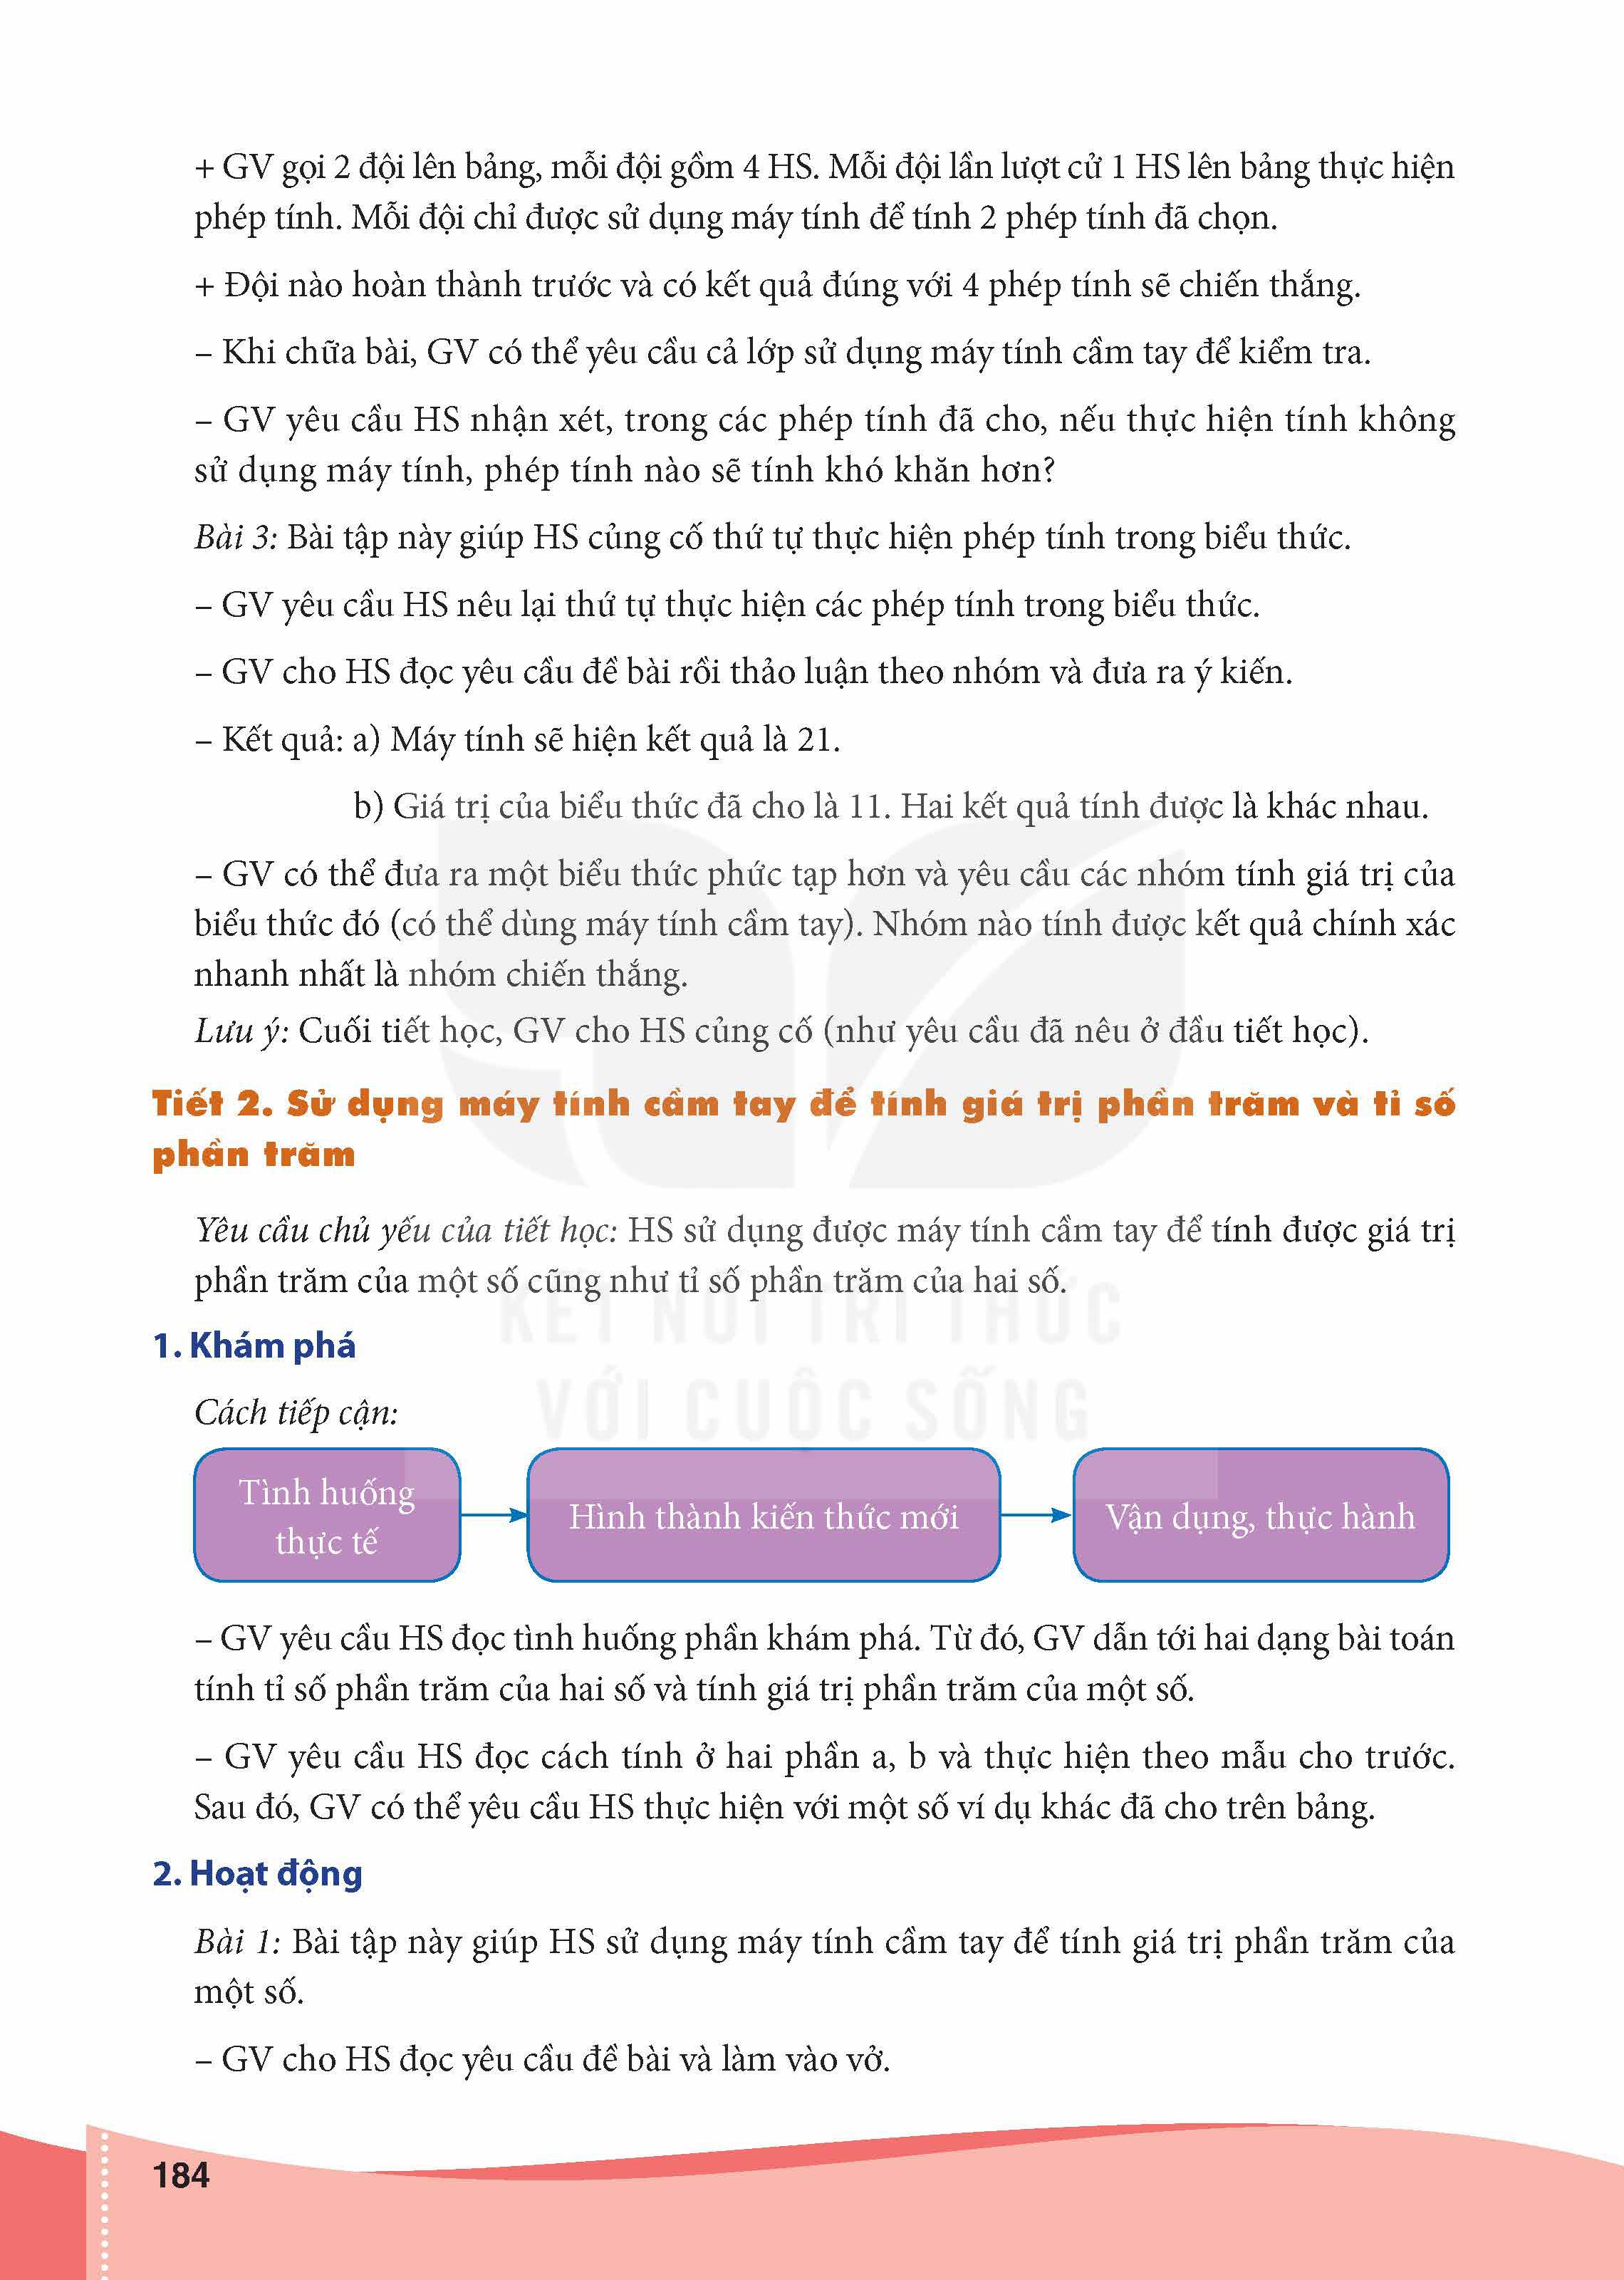 + GV gọi 2 đội lên bảng, mỗi đội gồm 4 HS. Mỗi đội lần lượt cử 1 HS lên bảng thực hiện
phép tính. Mỗi đội chỉ được sử dụng máy tính để tính 2 phép tính đã chọn.
+ Đội nào hoàn thành trước và có kết quả đúng với 4 phép tính sẽ chiến thắng.
– Khi chữa bài, GV có thể yêu cầu cả lớp sử dụng máy tính cầm tay để kiểm tra.
– GV yêu cầu HS nhận xét, trong các phép tính đã cho, nếu thực hiện tính không
sử dụng máy tính, phép tính nào sẽ tính khó khăn hơn?
Bài 3: Bài tập này giúp HS củng cố thứ tự thực hiện phép tính trong biểu thức.
– GV yêu cầu HS nêu lại thứ tự thực hiện các phép tính trong biểu thức.
– GV cho HS đọc yêu cầu đề bài rồi thảo luận theo nhóm và đưa ra ý kiến.
– Kết quả: a) Máy tính sẽ hiện kết quả là 21.
b) Giá trị của biểu thức đã cho là 11. Hai kết quả tính được là khác nhau.
– GV có thể đưa ra một biểu thức phức tạp hơn và yêu cầu các nhóm tính giá trị của
biểu thức đó (có thể dùng máy tính cầm tay). Nhóm nào tính được kết quả chính xác
nhanh nhất là nhóm chiến thắng.
Lưu ý: Cuối tiết học, GV cho HS củng cố (như yêu cầu đã nêu ở đầu tiết học).
Tiết 2. Sử dụng máy tính cầm tay để tính giá trị phần trăm và tỉ số
phần trăm
Yêu cầu chủ yếu của tiết học: HS sử dụng được máy tính cầm tay để tính được giá trị
phần trăm của một số cũng như tỉ số phần trăm của hai số.
KẾT NỐI TRI THỨC
1. Khám phá
VỚI CUỘC SỐNG
Cách tiếp cận:
Tình huống
thực tế
Hình thành kiến thức mới
Vận dụng, thực hành
– GV yêu cầu HS đọc tình huống phần khám phá. Từ đó, GV dẫn tới hai dạng bài toán
tính tỉ số phần trăm của hai số và tính giá trị phần trăm của một số.
– GV yêu cầu HS đọc cách tính ở hai phần a, b và thực hiện theo mẫu cho trước.
Sau đó, GV có thể yêu cầu HS thực hiện với một số ví dụ khác đã cho trên bảng.
2. Hoạt động
Bài 1: Bài tập này giúp HS sử dụng máy tính cầm tay để tính giá trị phần trăm của
một số.
– GV cho HS đọc yêu cầu đề bài và làm vào vở.
184